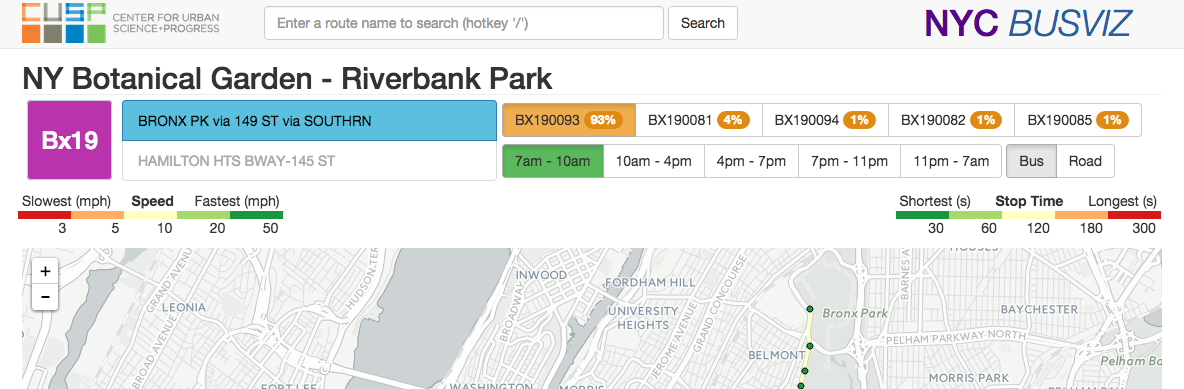 CUSP
CENTER FOR URBAN
SCIENCE+PROGRESS
Enter a route name to search (hotkey '/')
Search
NYC BUSVIZ
NY Botanical Garden - Riverbank Park
Bx19
BRONX PK via 149 ST via SOUTHRN
HAMILTON HTS BWAY-145 ST
BX190093 93%
BX190081 4%
BX190094 1%
BX190082 1%
BX190085 1%
7am - 10am
10am - 4pm
4pm - 7pm
7pm - 11pm
11pm - 7am
Bus
Road
Slowest (mph) Speed Fastest (mph)
3 5 10 20 50
Shortest (s) Stop Time Longest (s)
30 60 120 180 300
+
-
GRAND AVENU
LEONIA
BROAD AVENUE
HUDSON-TER
FORT LEE
INWOOD
BROADWAY
WASHINGTON
MORRIS
FORDHAM HILL
UNIVERSITY
HEIGHTS
JEROME AVENUE
GRAND CONCOURSE
BELMONT
Bronx Park
HOUSES
BARNES A
BAYCHESTER
PELHAM PARKWAY NORTH
Pelham Ba
MORRIS PARK